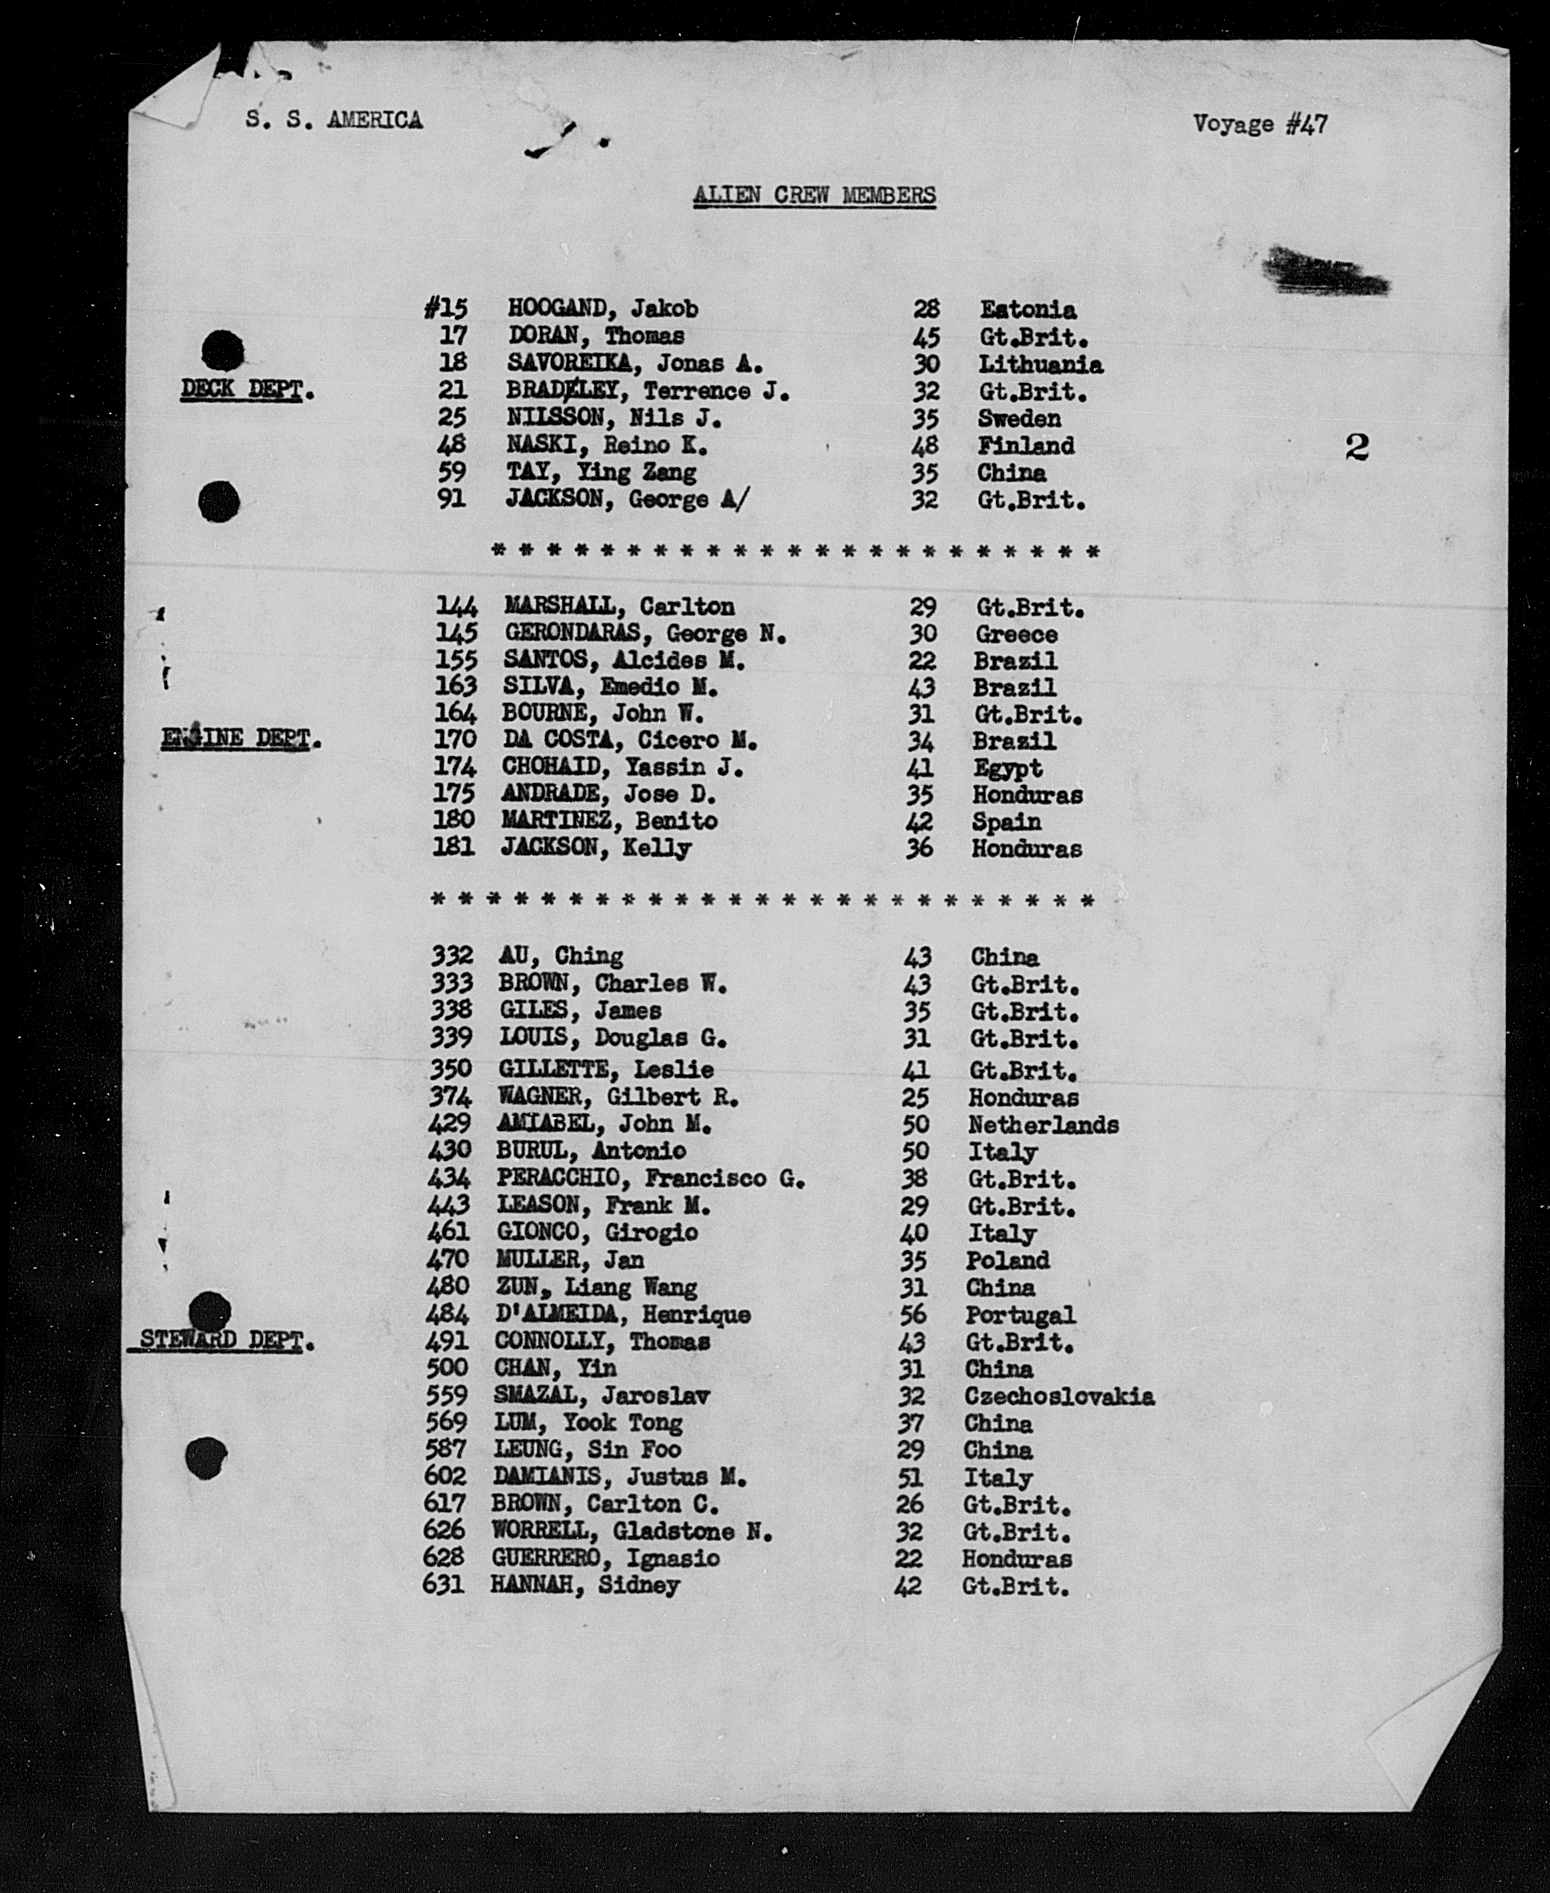 S. S. AMERICA Voyage #47
ALIEN CREW MEMBERS
#15 HOOGAND, Jakob 28 Estonia
17 DORAN, Thomas 45 Gt.Brit.
18 SAVOREIKA, Jonas A. 30 Lithuania
DECK DEPT. 21 BRADLEY, Terrence J. 32 Gt.Brit.
25 NILSSON, Nils J. 35 Sweden
48 NASKI, Reino K. 48 Finland 2
59 TAY, Ying Zang 35 China
91 JACKSON, George A/ 32 Gt.Brit.
* * * * * * * * * * * * * * * * * * * * * * *
144 MARSHALL, Carlton 29 Gt.Brit.
145 GERONDARAS, George N. 30 Greece
155 SANTOS, Alcides M. 22 Brazil
163 SILVA, Emedio M. 43 Brazil
164 BOURNE, John W. 31 Gt.Brit.
ENGINE DEPT. 170 DA COSTA, Cicero M. 34 Brazil
174 CHOHAID, Yassin J. 41 Egypt
175 ANDRADE, Jose D. 35 Honduras
180 MARTINEZ, Benito 42 Spain
181 JACKSON, Kelly 36 Honduras
* * * * * * * * * * * * * * * * * * * * * * * * *
332 AU, Ching 43 China
333 BROWN, Charles W. 43 Gt.Brit.
338 GILES, James 35 Gt.Brit.
339 LOUIS, Douglas G. 31 Gt.Brit.
350 GILLETTE, Leslie 41 Gt.Brit.
374 WAGNER, Gilbert R. 25 Honduras
429 AMIABEL, John M. 50 Netherlands
430 BURUL, Antonio 50 Italy
434 PERACCHIO, Francisco G. 38 Gt.Brit.
443 LEASON, Frank M. 29 Gt.Brit.
461 GIONCO, Girogio 40 Italy
470 MULLER, Jan 35 Poland
480 ZUN, Liang Wang 31 China
484 D'ALMEIDA, Henrique 56 Portugal
STEWARD DEPT. 491 CONNOLLY, Thomas 43 Gt.Brit.
500 CHAN, Yin 31 China
559 SMAZAL, Jaroslav 32 Czechoslovakia
569 LUM, Yook Tong 37 China
587 LEUNG, Sin Foo 29 China
602 DAMIANIS, Justus M. 51 Italy
617 BROWN, Carlton C. 26 Gt.Brit.
626 WORRELL, Gladstone N. 32 Gt.Brit.
628 GUERRERO, Ignasio 22 Honduras
631 HANNAH, Sidney 42 Gt.Brit.